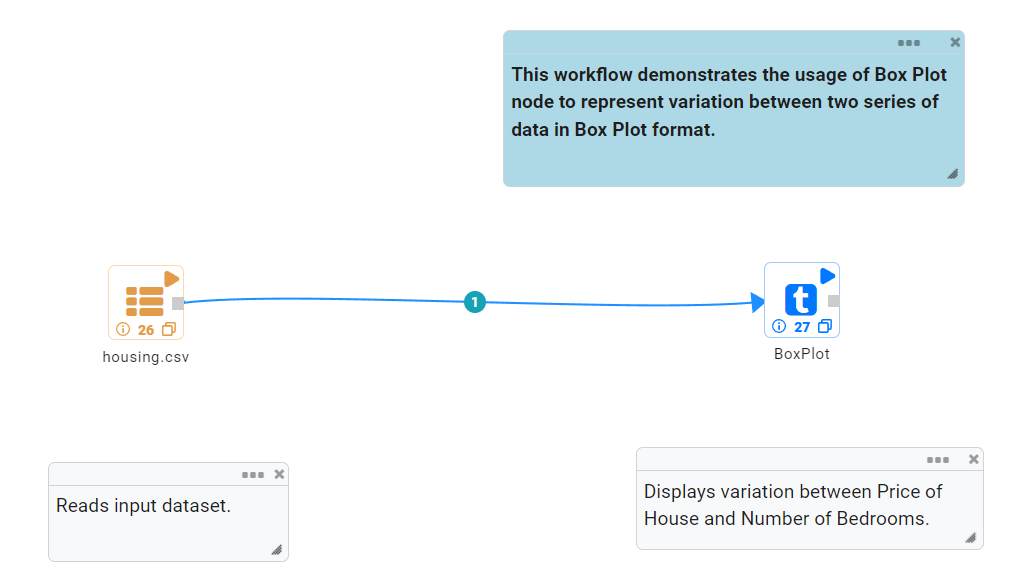 This workflow demonstrates the usage of Box Plot
node to represent variation between two series of
data in Box Plot format.
1
26
housing.csv
t
27
BoxPlot
Reads input dataset.
Displays variation between Price of
House and Number of Bedrooms.